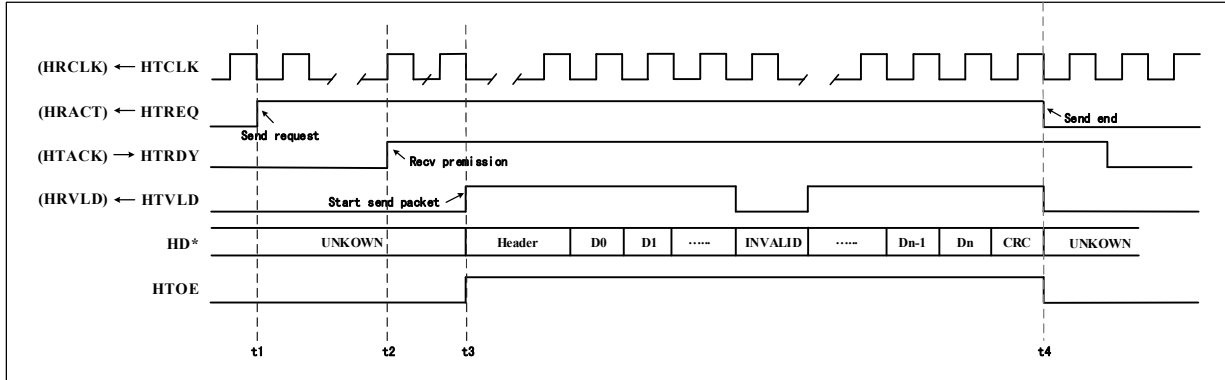 (HRCLK) ← HTCLK
(HRACT) ← HTREQ
Send request
Send end
(HTACK) → HTRDY
Recv premission
(HRVLD) ← HTVLD
Start send packet
HD* UNKOWN Header D0 D1 ...... INVALID ...... Dn-1 Dn CRC UNKOWN
HTOE
t1 t2 t3 t4